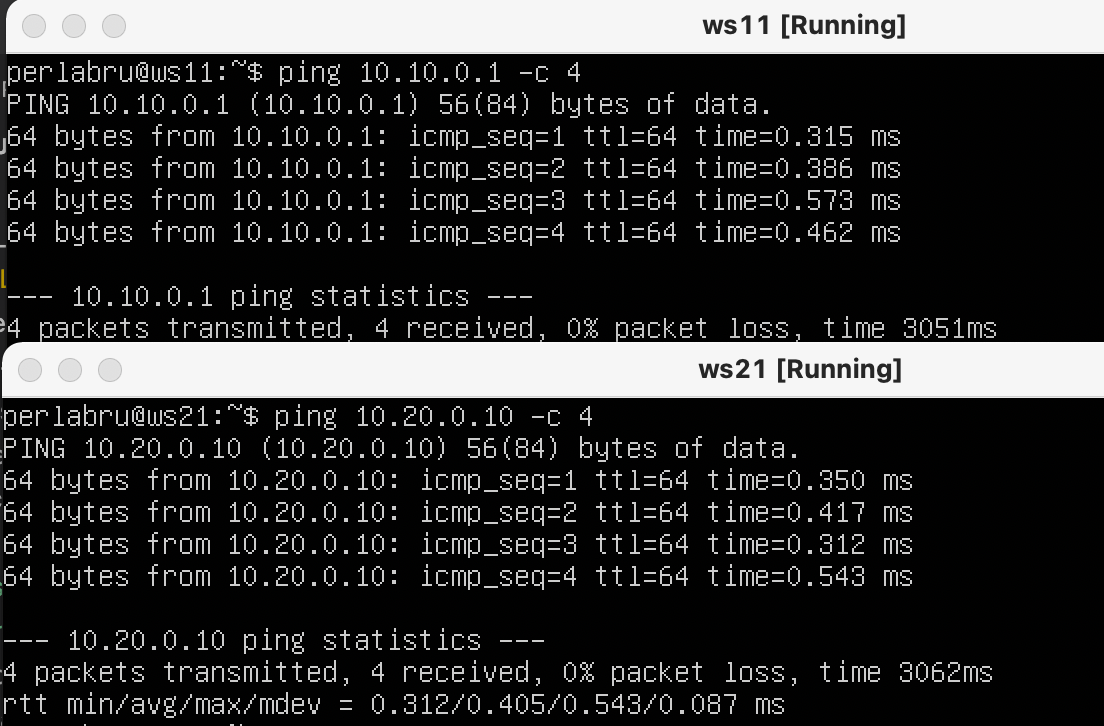 ws11 [Running]
perlabru@ws11:~$ ping 10.10.0.1 -c 4
PING 10.10.0.1 (10.10.0.1) 56(84) bytes of data.
64 bytes from 10.10.0.1: icmp_seq=1 ttl=64 time=0.315 ms
64 bytes from 10.10.0.1: icmp_seq=2 ttl=64 time=0.386 ms
64 bytes from 10.10.0.1: icmp_seq=3 ttl=64 time=0.573 ms
64 bytes from 10.10.0.1: icmp_seq=4 ttl=64 time=0.462 ms
--- 10.10.0.1 ping statistics ---
4 packets transmitted, 4 received, 0% packet loss, time 3051ms
ws21 [Running]
perlabru@ws21:~$ ping 10.20.0.10 -c 4
PING 10.20.0.10 (10.20.0.10) 56(84) bytes of data.
64 bytes from 10.20.0.10: icmp_seq=1 ttl=64 time=0.350 ms
64 bytes from 10.20.0.10: icmp_seq=2 ttl=64 time=0.417 ms
64 bytes from 10.20.0.10: icmp_seq=3 ttl=64 time=0.312 ms
64 bytes from 10.20.0.10: icmp_seq=4 ttl=64 time=0.543 ms
--- 10.20.0.10 ping statistics ---
4 packets transmitted, 4 received, 0% packet loss, time 3062ms
rtt min/avg/max/mdev = 0.312/0.405/0.543/0.087 ms